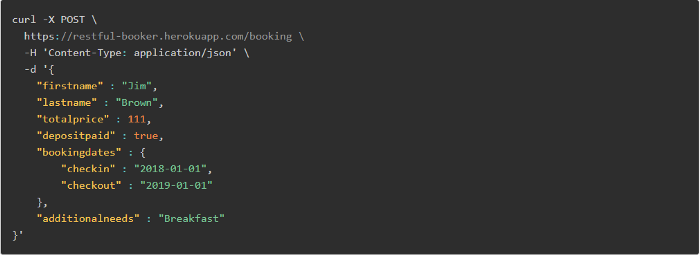 curl -X POST \
  https://restful-booker.herokuapp.com/booking \
  -H 'Content-Type: application/json' \
  -d '{
    "firstname" : "Jim",
    "lastname" : "Brown",
    "totalprice" : 111,
    "depositpaid" : true,
    "bookingdates" : {
        "checkin" : "2018-01-01",
        "checkout" : "2019-01-01"
    },
    "additionalneeds" : "Breakfast"
}'